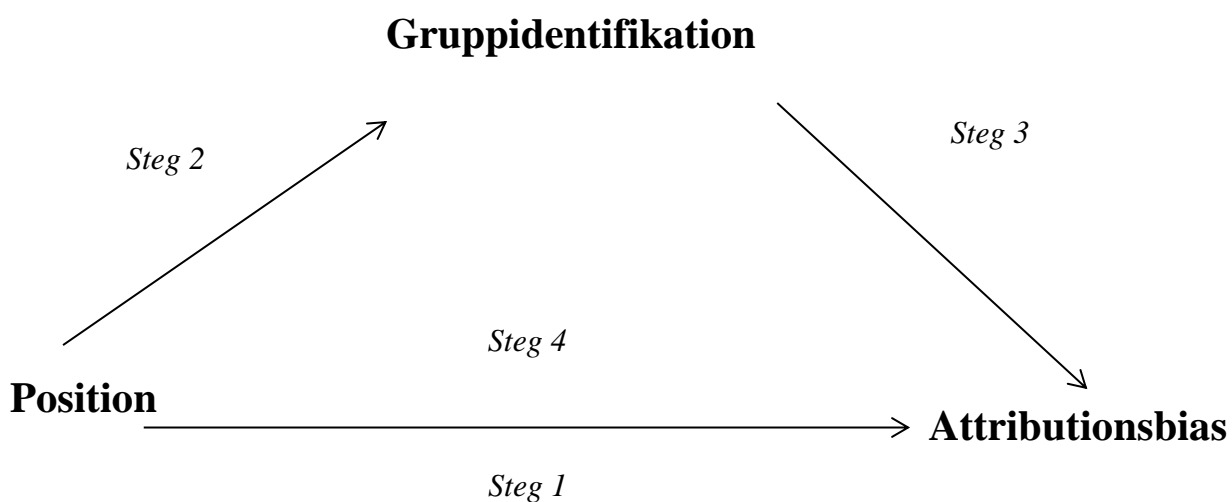 Gruppidentifikation
Steg 2
Steg 3
Steg 4
Position
Attributionsbias
Steg 1